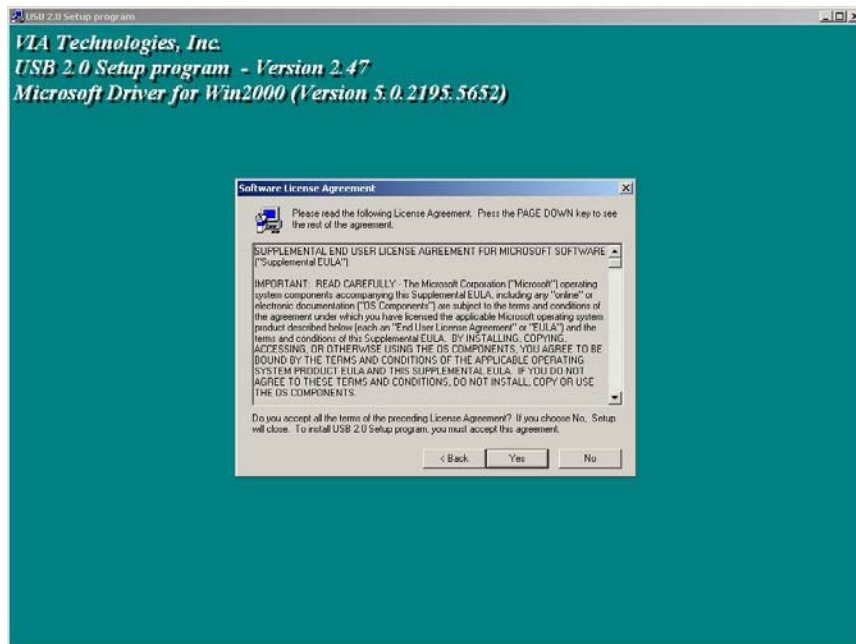 USB 2.0 Setup program
VIA Technologies, Inc.
USB 2.0 Setup program - Version 2.47
Microsoft Driver for Win2000 (Version 5.0.2195.5652)
Software License Agreement
Please read the following License Agreement. Press the PAGE DOWN key to see
the rest of the agreement.
SUPPLEMENTAL END USER LICENSE AGREEMENT FOR MICROSOFT SOFTWARE
("Supplemental EULA")
IMPORTANT: READ CAREFULLY - The Microsoft Corporation ("Microsoft") operating
system components accompanying this Supplemental EULA, including any "online" or
electronic documentation ("OS Components") are subject to the terms and conditions of
the agreement under which you have licensed the applicable Microsoft operating system
product described below (each an "End User License Agreement" or "EULA") and the
terms and conditions of this Supplemental EULA. BY INSTALLING, COPYING,
ACCESSING, OR OTHERWISE USING THE OS COMPONENTS, YOU AGREE TO BE
BOUND BY THE TERMS AND CONDITIONS OF THE APPLICABLE OPERATING
SYSTEM PRODUCT EULA AND THIS SUPPLEMENTAL EULA. IF YOU DO NOT
AGREE TO THESE TERMS AND CONDITIONS, DO NOT INSTALL, COPY OR USE
THE OS COMPONENTS.
Do you accept all the terms of the preceding License Agreement? If you choose No, Setup
will close. To install USB 2.0 Setup program, you must accept this agreement.
< Back
Yes
No